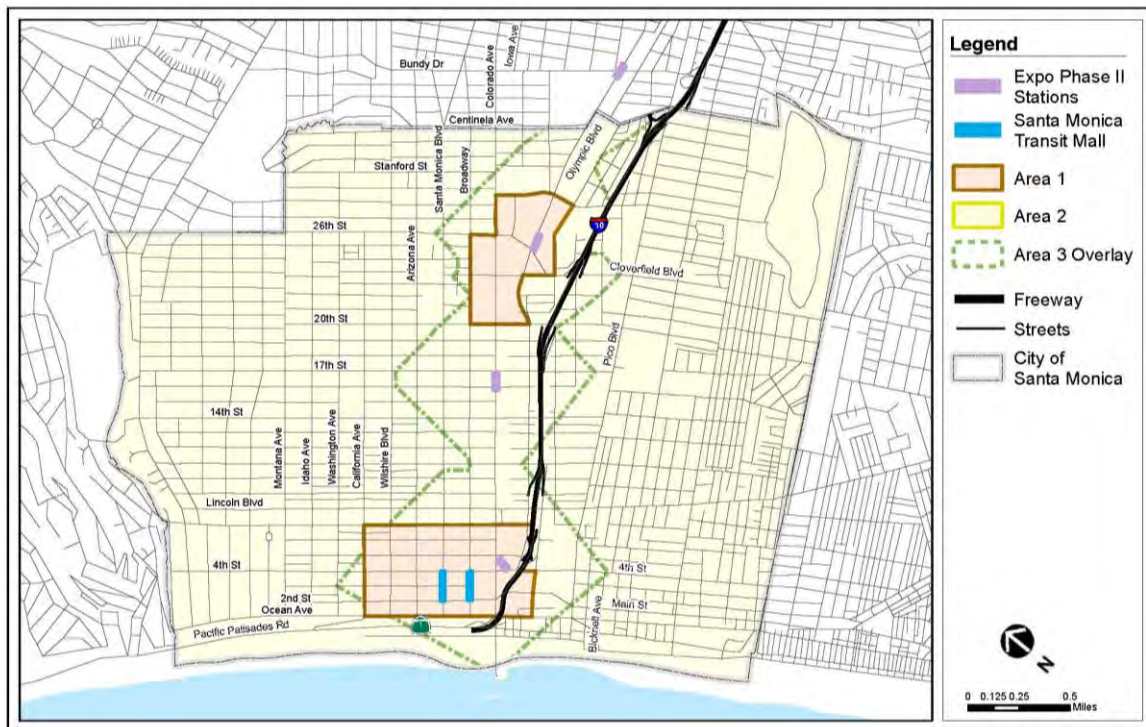 Bundy Dr
Colorado Ave
Iowa Ave
Centinela Ave
Santa Monica Blvd
Broadway
Olympic Blvd
Stanford St
26th St
10
Arizona Ave
Cloverfield Blvd
20th St
Pico Blvd
17th St
14th St
Montana Ave
Idaho Ave
Washington Ave
California Ave
Wilshire Blvd
Lincoln Blvd
4th St
4th St
2nd St
Ocean Ave
Main St
Bicknell Ave
Pacific Palisades Rd
1
Legend
Expo Phase II
Stations
Santa Monica
Transit Mall
Area 1
Area 2
Area 3 Overlay
Freeway
Streets
City of
Santa Monica
N
0 0.125 0.25 0.5
Miles